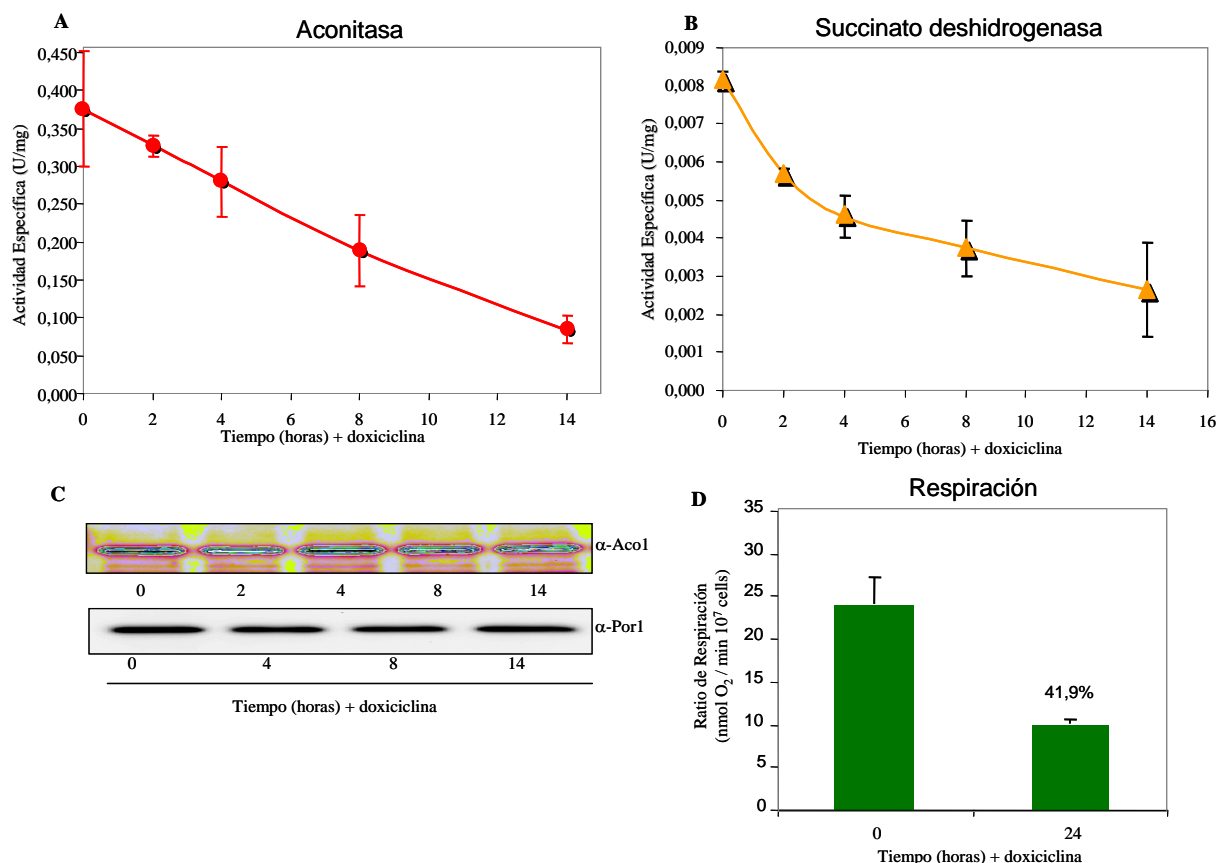 A
Aconitasa
0,450
0,400
0,350
0,300
0,250
0,200
0,150
0,100
0,050
0,000
Actividad Específica (U/mg)
0 2 4 6 8 10 12 14
Tiempo (horas) + doxiciclina
B
Succinato deshidrogenasa
0,009
0,008
0,007
0,006
0,005
0,004
0,003
0,002
0,001
0,000
Actividad Específica (U/mg)
0 2 4 6 8 10 12 14 16
Tiempo (horas) + doxiciclina
C
α-Aco1
0 2 4 8 14
α-Por1
0 4 8 14
Tiempo (horas) + doxiciclina
D
Respiración
35
30
25
20
15
10
5
0
Ratio de Respiración
(nmol O2 / min 10⁷ cells)
41,9%
0 24
Tiempo (horas) + doxiciclina